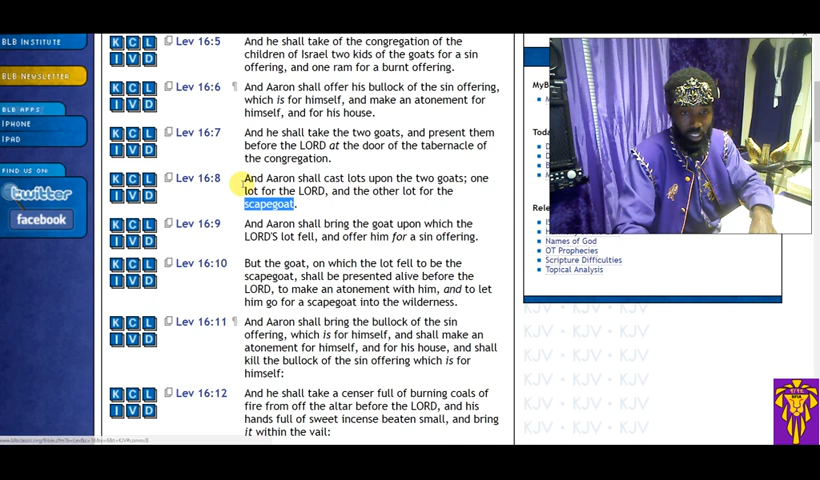 BLB INSTITUTE
BLB NEWSLETTER
BLB APPS:
IPHONE
IPAD
FIND US ON
twitter
facebook
K C L
I V D
Lev 16:5
And he shall take of the congregation of the
children of Israel two kids of the goats for a sin
offering, and one ram for a burnt offering.
K C L
I V D
Lev 16:6 ¶
And Aaron shall offer his bullock of the sin offering,
which is for himself, and make an atonement for
himself, and for his house.
K C L
I V D
Lev 16:7
And he shall take the two goats, and present them
before the LORD at the door of the tabernacle of
the congregation.
K C L
I V D
Lev 16:8
And Aaron shall cast lots upon the two goats; one
lot for the LORD, and the other lot for the
scapegoat.
K C L
I V D
Lev 16:9
And Aaron shall bring the goat upon which the
LORD'S lot fell, and offer him for a sin offering.
K C L
I V D
Lev 16:10
But the goat, on which the lot fell to be the
scapegoat, shall be presented alive before the
LORD, to make an atonement with him, and to let
him go for a scapegoat into the wilderness.
K C L
I V D
Lev 16:11 ¶
And Aaron shall bring the bullock of the sin
offering, which is for himself, and shall make an
atonement for himself, and for his house, and shall
kill the bullock of the sin offering which is for
himself:
K C L
I V D
Lev 16:12
And he shall take a censer full of burning coals of
fire from off the altar before the LORD, and his
hands full of sweet incense beaten small, and bring
it within the vail:
MyB
Toda
Rele
Names of God
OT Prophecies
Scripture Difficulties
Topical Analysis
KJV • KJV • KJV
KJV • KJV • KJV
KJV • KJV • KJV
KJV • KJV • KJV
KJV • KJV • KJV